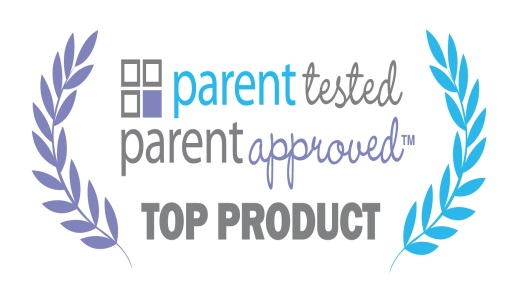 parent tested
parent approved™
TOP PRODUCT